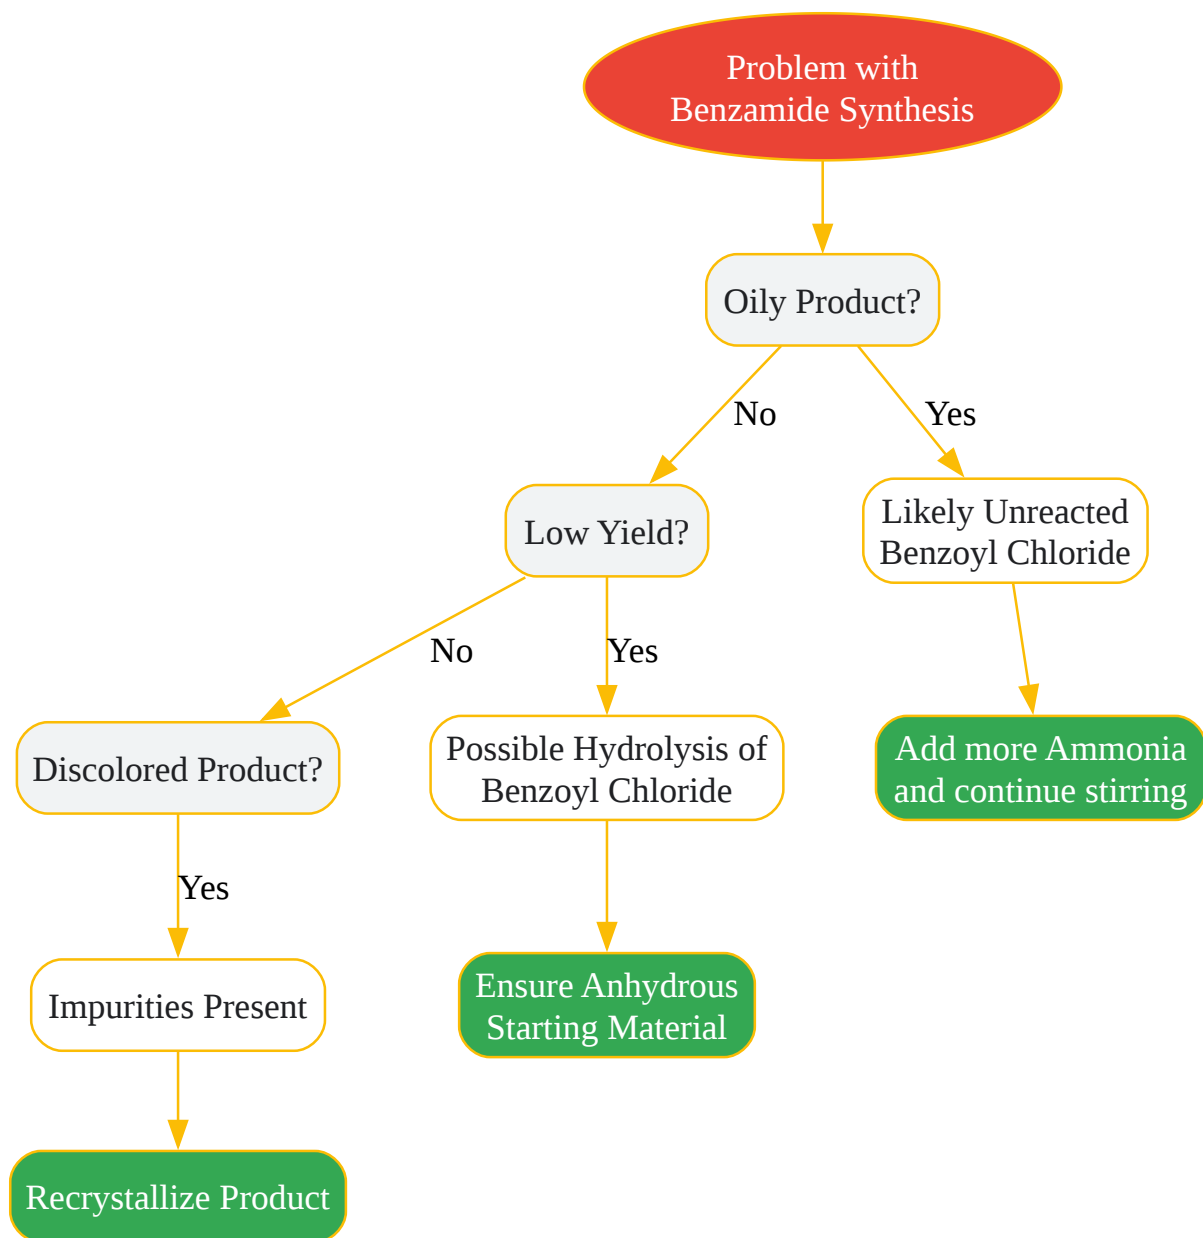 Problem with
Benzamide Synthesis
Oily Product?
No
Yes
Low Yield?
Likely Unreacted
Benzoyl Chloride
No
Yes
Discolored Product?
Possible Hydrolysis of
Benzoyl Chloride
Add more Ammonia
and continue stirring
Yes
Impurities Present
Ensure Anhydrous
Starting Material
Recrystallize Product